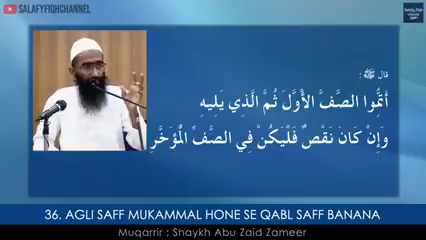 SALAFYFIQHCHANNEL
قال ﷺ :
أَتِمُّوا الصَّفَّ الْأَوَّلَ ثُمَّ الَّذِي يَلِيهِ
وَإِنْ كَانَ نَقْصٌ فَلْيَكُنْ فِي الصَّفِّ الْمُؤَخَّرِ
36. AGLI SAFF MUKAMMAL HONE SE QABL SAFF BANANA
Muqarrir : Shaykh Abu Zaid Zameer